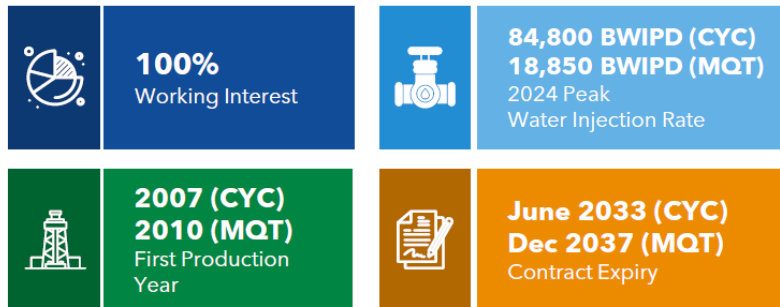 100%
Working Interest
84,800 BWIPD (CYC)
18,850 BWIPD (MQT)
2024 Peak
Water Injection Rate
2007 (CYC)
2010 (MQT)
First Production
Year
June 2033 (CYC)
Dec 2037 (MQT)
Contract Expiry